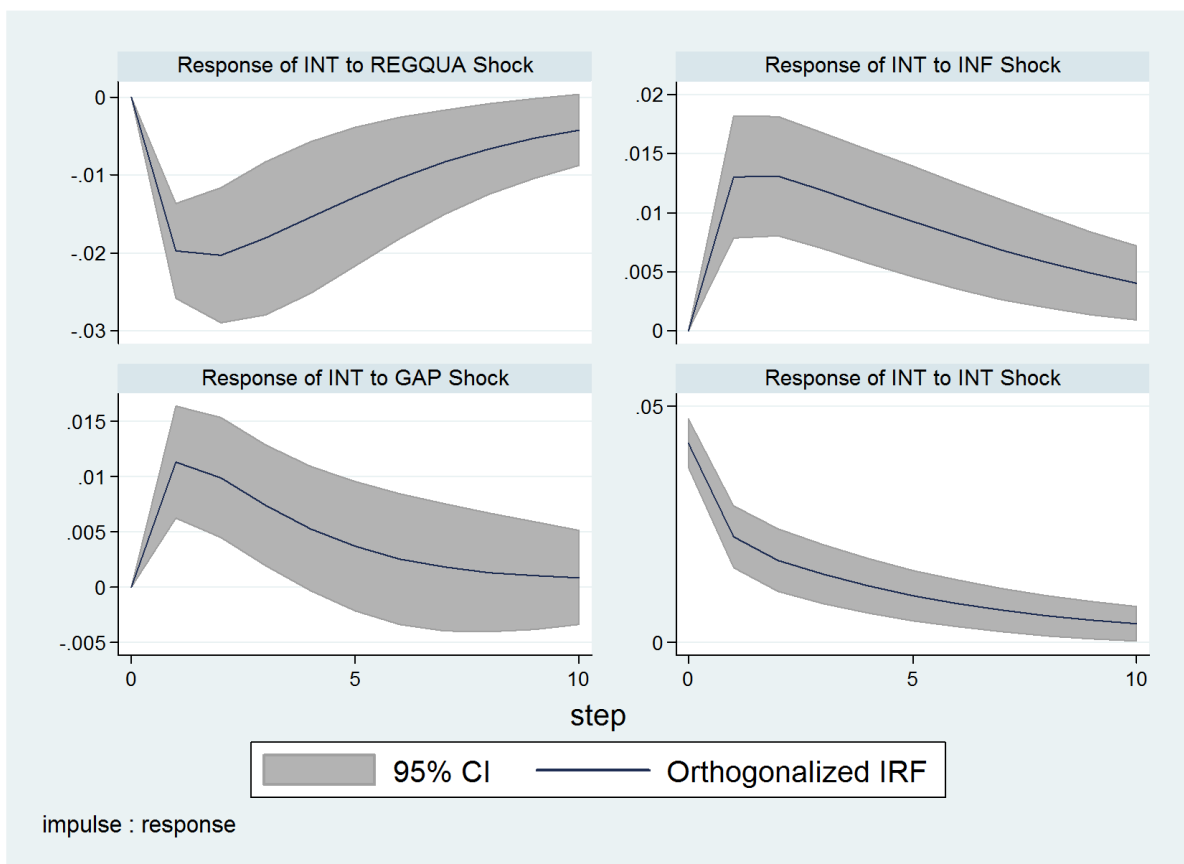 Response of INT to REGQUA Shock
0
-.01
-.02
-.03
Response of INT to INF Shock
.02
.015
.01
.005
0
Response of INT to GAP Shock
.015
.01
.005
0
-.005
0 5 10
Response of INT to INT Shock
.05
0
0 5 10
step
95% CI Orthogonalized IRF
impulse : response